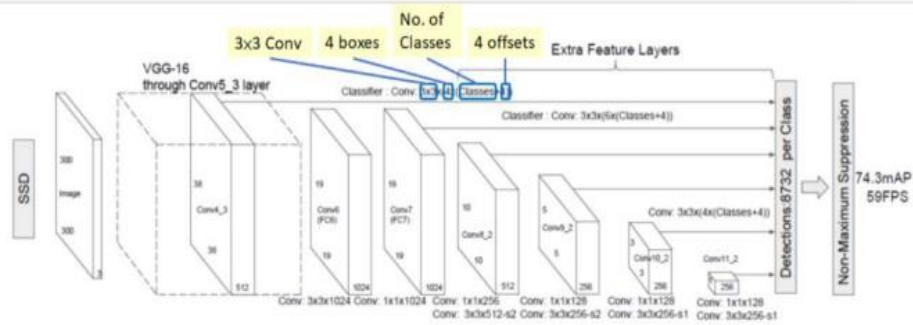 No. of
Classes
3x3 Conv
4 boxes
4 offsets
Extra Feature Layers
VGG-16
through Conv5_3 layer
Classifier : Conv: 3x3x(4x(Classes+4))
Classifier : Conv: 3x3x(6x(Classes+4))
SSD
300
Image
300
3
38
Conv4_3
38
512
19
Conv6
(FC6)
19
1024
19
Conv7
(FC7)
19
1024
10
Conv8_2
10
512
5
Conv9_2
5
256
Conv: 3x3x(4x(Classes+4))
3
Conv10_2
3
256
Conv11_2
256
Detections:8732 per Class
Non-Maximum Suppression
74.3mAP
59FPS
Conv: 3x3x1024
Conv: 1x1x1024
Conv: 1x1x256
Conv: 3x3x512-s2
Conv: 1x1x128
Conv: 3x3x256-s2
Conv: 1x1x128
Conv: 3x3x256-s1
Conv: 1x1x128
Conv: 3x3x256-s1